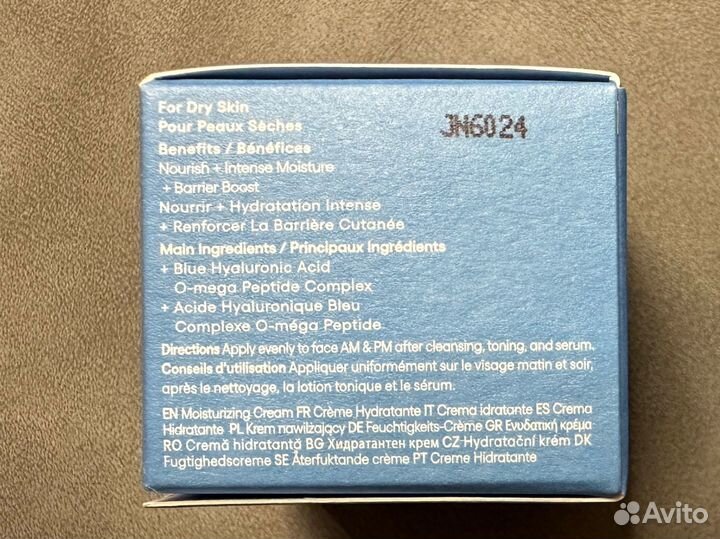 For Dry Skin
Pour Peaux Sèches
JN6024
Benefits / Bénéfices
Nourish + Intense Moisture
+ Barrier Boost
Nourrir + Hydratation Intense
+ Renforcer La Barrière Cutanée
Main Ingredients / Principaux Ingrédients
+ Blue Hyaluronic Acid
O-mega Peptide Complex
+ Acide Hyaluronique Bleu
Complexe O-méga Peptide
Directions Apply evenly to face AM & PM after cleansing, toning, and serum.
Conseils d'utilisation Appliquer uniformément sur le visage matin et soir,
après le nettoyage, la lotion tonique et le sérum.
EN Moisturizing Cream FR Crème Hydratante IT Crema idratante ES Crema
Hidratante PL Krem nawilżający DE Feuchtigkeits-Crème GR Ενυδατική κρέμα
RO Cremă hidratantă BG Хидратантен крем CZ Hydratační krém DK
Fugtighedscreme SE Återfuktande crème PT Creme Hidratante
Avito